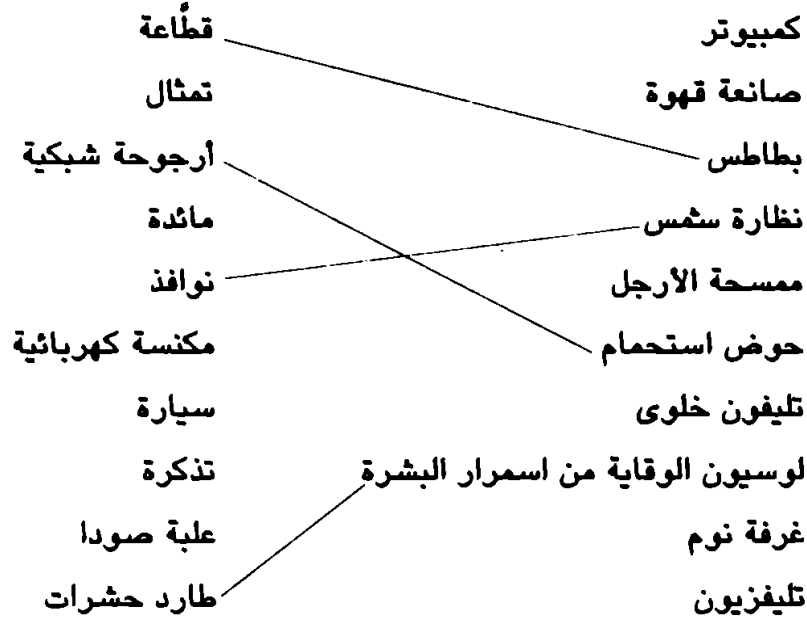 كمبيوتر قطَّاعة
صانعة قهوة تمثال
بطاطس أرجوحة شبكية
نظارة سثمس مائدة
ممسحة الأرجل نوافذ
حوض استحمام مكنسة كهربائية
تليفون خلوى سيارة
لوسيون الوقاية من اسمرار البشرة تذكرة
غرفة نوم علبة صودا
تليفزيون طارد حشرات